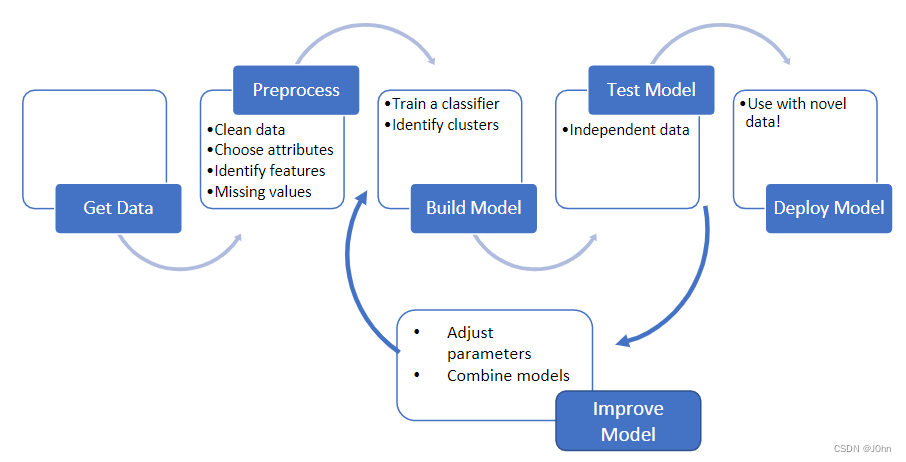 Get Data
Preprocess
•Clean data
•Choose attributes
•Identify features
•Missing values
•Train a classifier
•Identify clusters
Build Model
Test Model
•Independent data
•Use with novel
data!
Deploy Model
• Adjust
parameters
• Combine models
Improve
Model
CSDN @J0hn